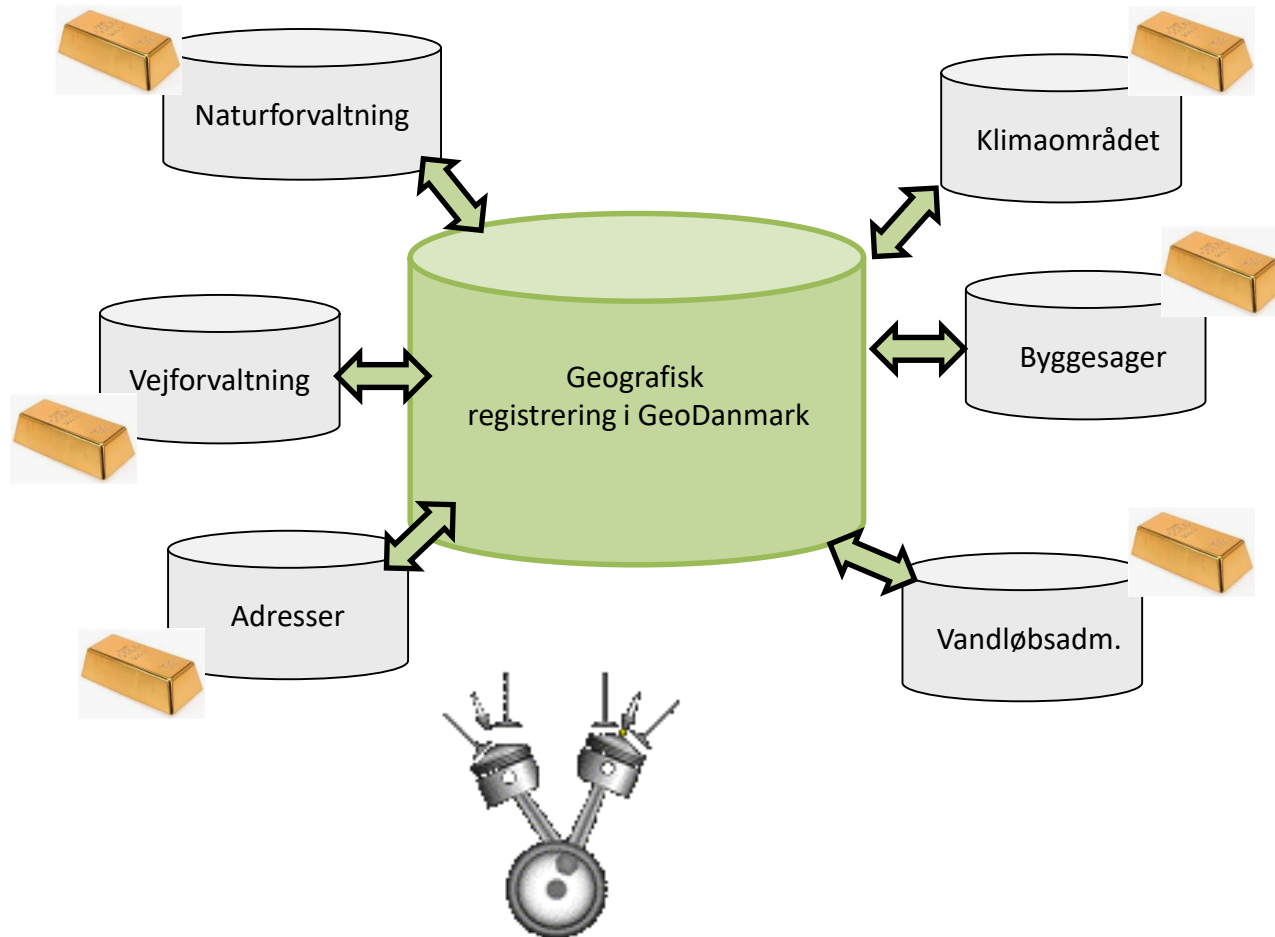 Naturforvaltning
Klimaområdet
Vejforvaltning
Geografisk
registrering i GeoDanmark
Byggesager
Adresser
Vandløbsadm.